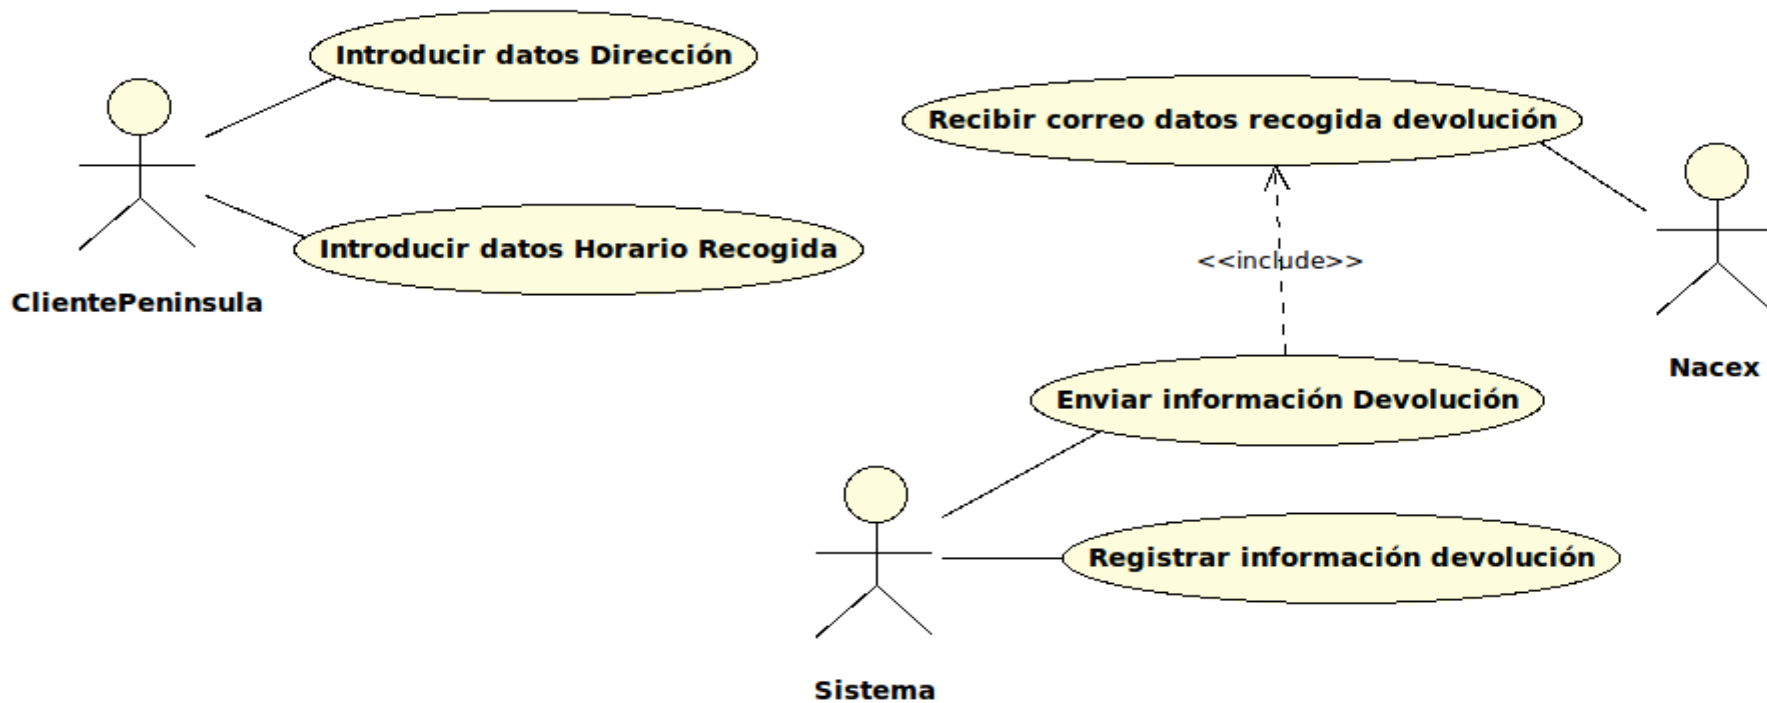 Introducir datos Dirección
Recibir correo datos recogida devolución
Introducir datos Horario Recogida
<<include>>
ClientePeninsula
Nacex
Enviar información Devolución
Registrar información devolución
Sistema